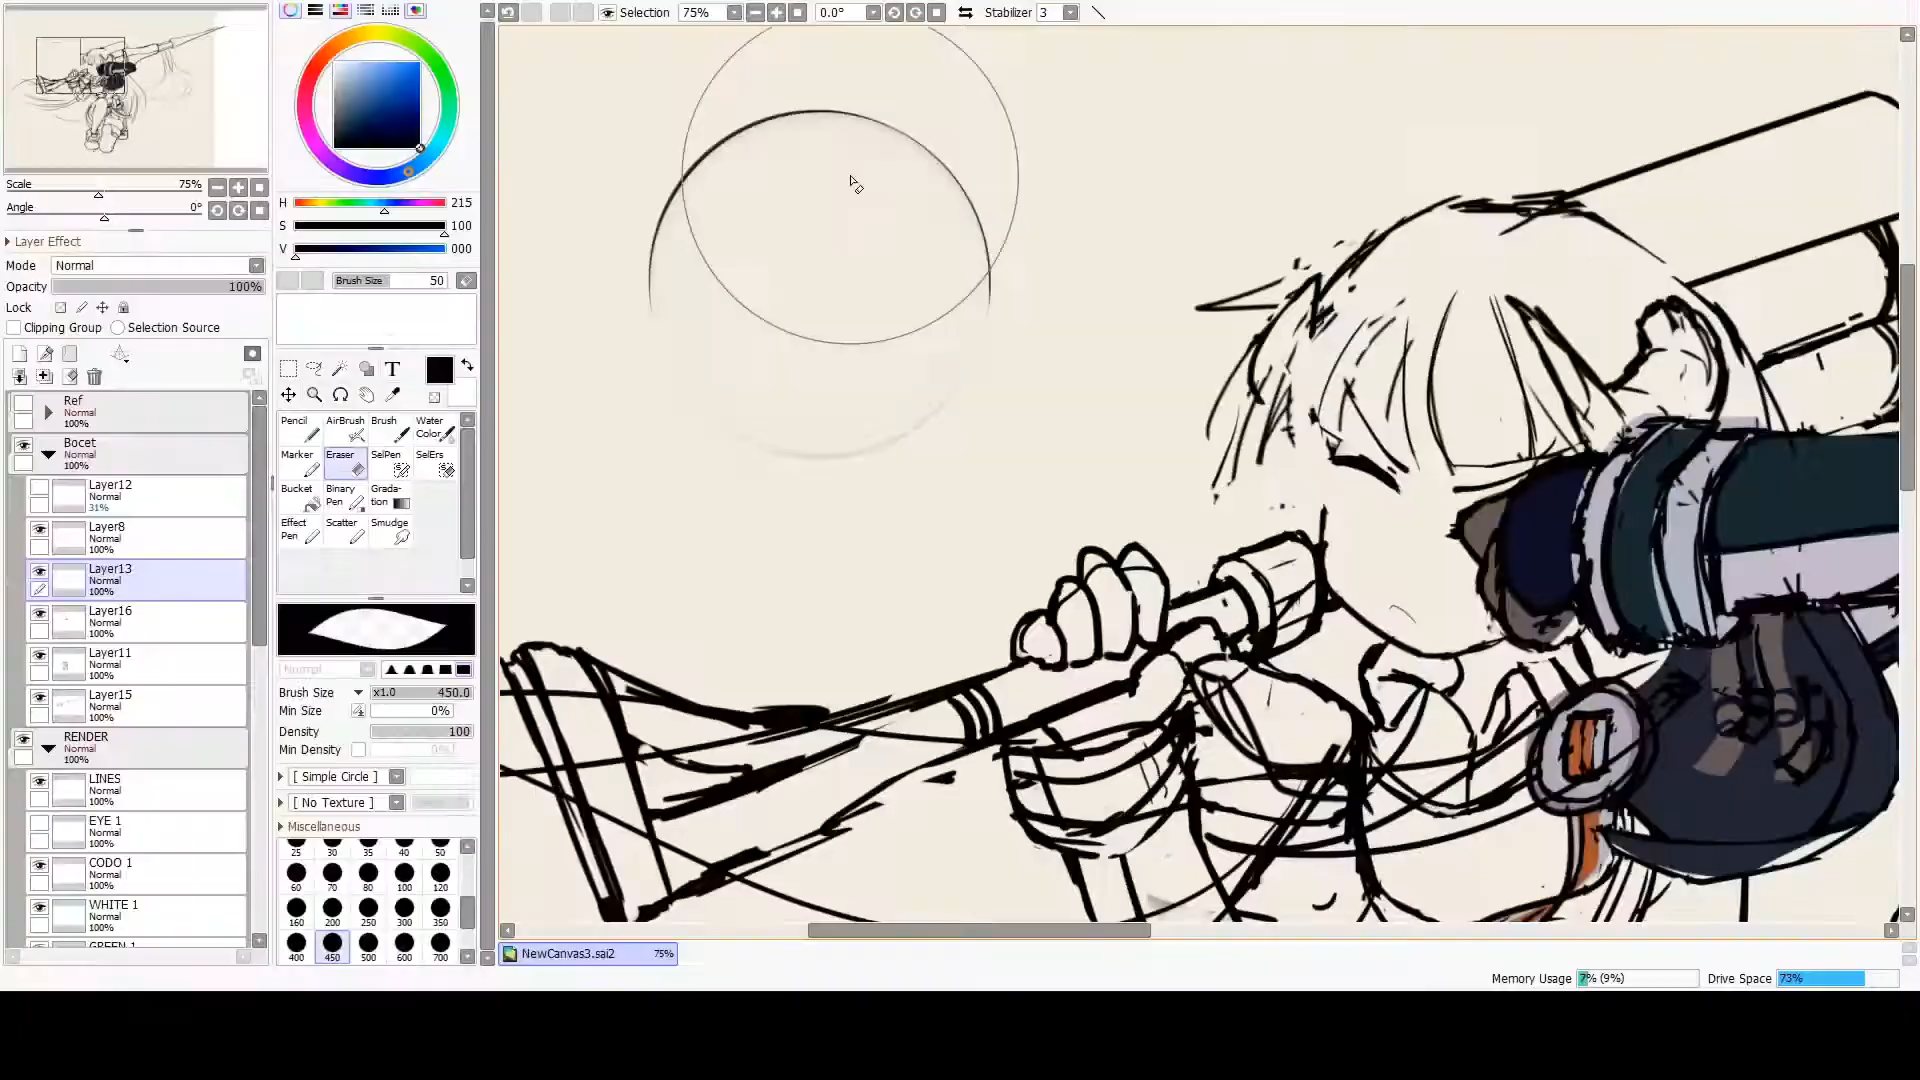 Selection 75% 0.0° Stabilizer 3
Scale 75%
Angle 0°
Layer Effect
Mode Normal
Opacity 100%
Lock
Clipping Group Selection Source
Ref
Normal
100%
Bocet
Normal
100%
Layer12
Normal
31%
Layer8
Normal
100%
Layer13
Normal
100%
Layer16
Normal
100%
Layer11
Normal
100%
Layer15
Normal
100%
RENDER
Normal
100%
LINES
Normal
100%
EYE 1
Normal
100%
CODO 1
Normal
100%
WHITE 1
Normal
100%
GREEN 1
H 215
S 100
V 000
Brush Size 50
T
Pencil AirBrush Brush Water Color
Marker Eraser SelPen SelErs
Bucket Binary Pen Grada-tion
Effect Pen Scatter Smudge
Normal
Brush Size x1.0 450.0
Min Size 0%
Density 100
Min Density 0%
[ Simple Circle ]
[ No Texture ]
Miscellaneous
25 30 35 40 50
60 70 80 100 120
160 200 250 300 350
400 450 500 600 700
NewCanvas3.sai2 75%
Memory Usage 7% (9%) Drive Space 73%